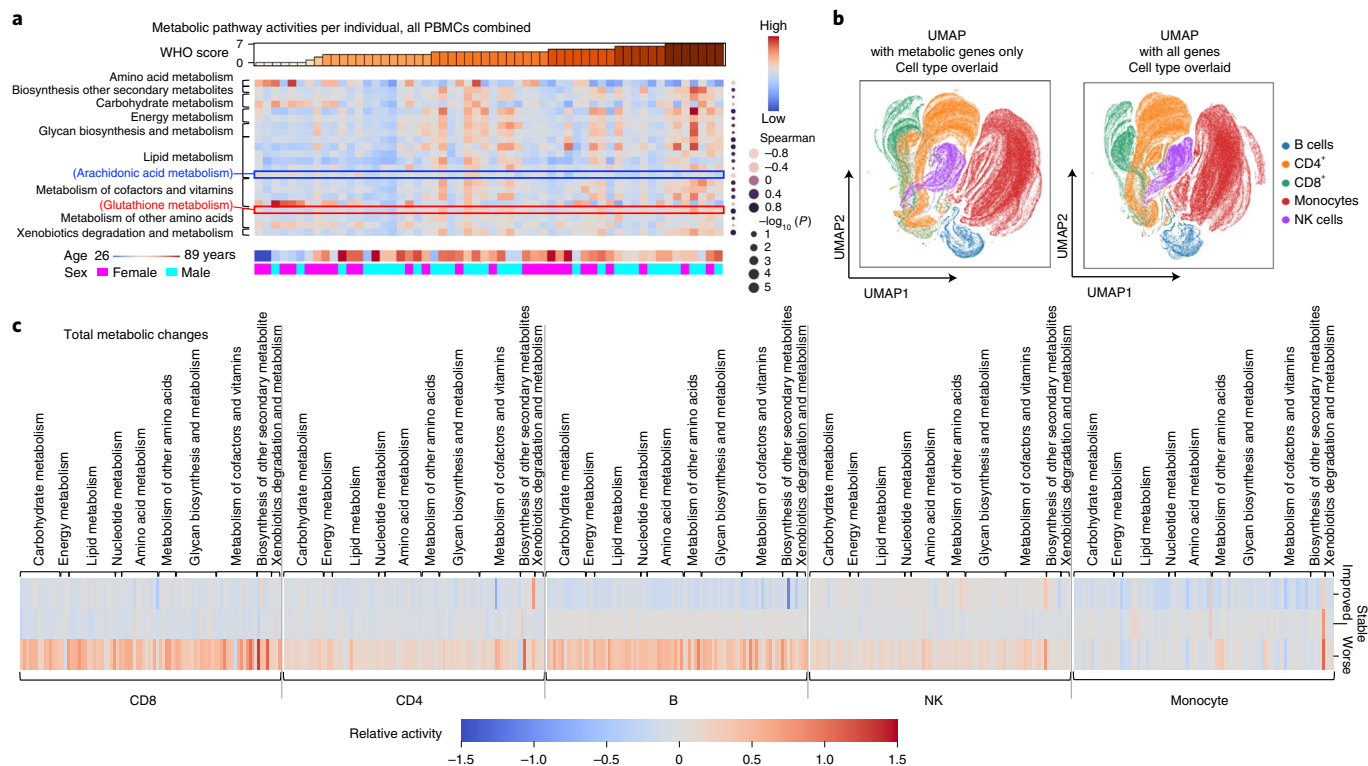 a
Metabolic pathway activities per individual, all PBMCs combined
WHO score
7
0
Amino acid metabolism
Biosynthesis other secondary metabolites
Carbohydrate metabolism
Energy metabolism
Glycan biosynthesis and metabolism
Lipid metabolism
(Arachidonic acid metabolism)
Metabolism of cofactors and vitamins
(Glutathione metabolism)
Metabolism of other amino acids
Xenobiotics degradation and metabolism
Age 26 89 years
Sex Female Male
High
Low
Spearman
−0.8
−0.4
0
0.4
0.8
−log10 (P)
1
2
3
4
5
b
UMAP
with metabolic genes only
Cell type overlaid
UMAP2
UMAP1
UMAP
with all genes
Cell type overlaid
UMAP2
UMAP1
B cells
CD4+
CD8+
Monocytes
NK cells
c
Total metabolic changes
Carbohydrate metabolism
Energy metabolism
Lipid metabolism
Nucleotide metabolism
Amino acid metabolism
Metabolism of other amino acids
Glycan biosynthesis and metabolism
Metabolism of cofactors and vitamins
Biosynthesis of other secondary metabolite
Xenobiotics degradation and metabolism
Carbohydrate metabolism
Energy metabolism
Lipid metabolism
Nucleotide metabolism
Amino acid metabolism
Metabolism of other amino acids
Glycan biosynthesis and metabolism
Metabolism of cofactors and vitamins
Biosynthesis of other secondary metabolites
Xenobiotics degradation and metabolism
Carbohydrate metabolism
Energy metabolism
Lipid metabolism
Nucleotide metabolism
Amino acid metabolism
Metabolism of other amino acids
Glycan biosynthesis and metabolism
Metabolism of cofactors and vitamins
Biosynthesis of other secondary metabolites
Xenobiotics degradation and metabolism
Carbohydrate metabolism
Energy metabolism
Lipid metabolism
Nucleotide metabolism
Amino acid metabolism
Metabolism of other amino acids
Glycan biosynthesis and metabolism
Metabolism of cofactors and vitamins
Biosynthesis of other secondary metabolites
Xenobiotics degradation and metabolism
Carbohydrate metabolism
Energy metabolism
Lipid metabolism
Nucleotide metabolism
Amino acid metabolism
Metabolism of other amino acids
Glycan biosynthesis and metabolism
Metabolism of cofactors and vitamins
Biosynthesis of other secondary metabolites
Xenobiotics degradation and metabolism
Improved
Stable
Worse
CD8
CD4
B
NK
Monocyte
Relative activity
−1.5
−1.0
−0.5
0
0.5
1.0
1.5